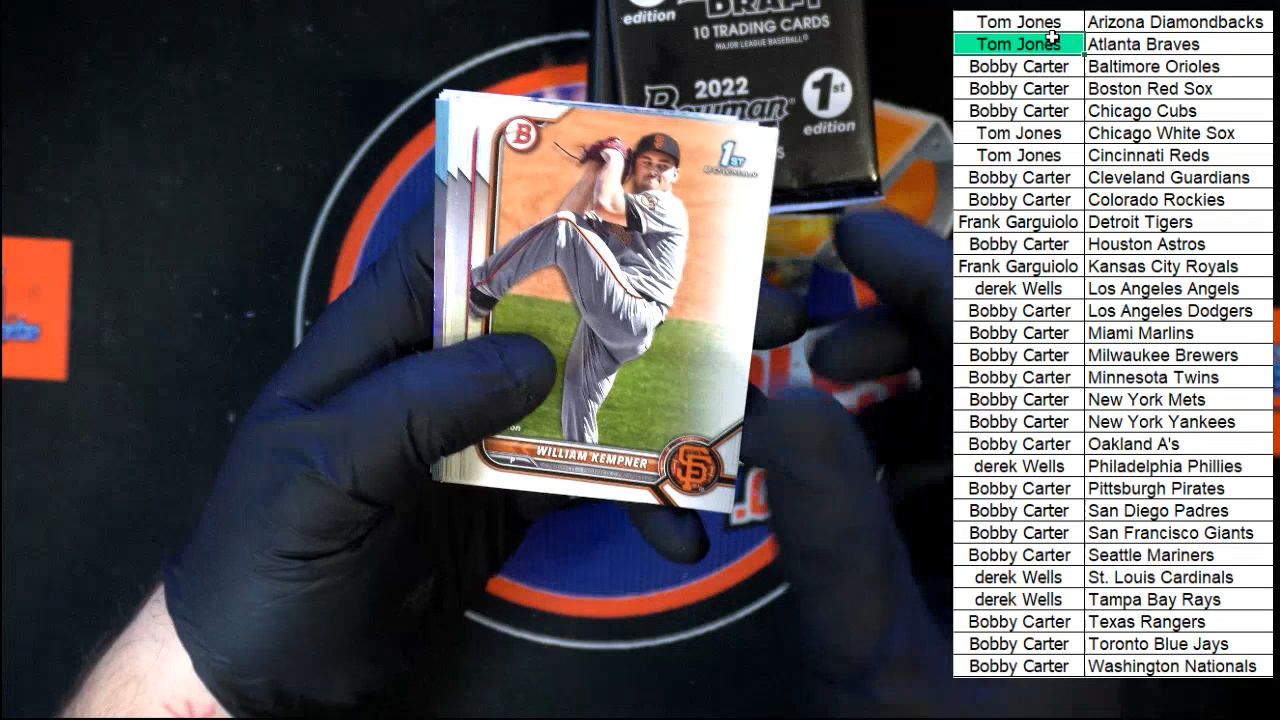 edition
DRAFT
10 TRADING CARDS
MAJOR LEAGUE BASEBALL
2022
1st
Bowman
edition
B
1ST
BOWMAN
WILLIAM KEMPNER
P
SF
Tom Jones Arizona Diamondbacks
Tom Jones Atlanta Braves
Bobby Carter Baltimore Orioles
Bobby Carter Boston Red Sox
Bobby Carter Chicago Cubs
Tom Jones Chicago White Sox
Tom Jones Cincinnati Reds
Bobby Carter Cleveland Guardians
Bobby Carter Colorado Rockies
Frank Garguiolo Detroit Tigers
Bobby Carter Houston Astros
Frank Garguiolo Kansas City Royals
derek Wells Los Angeles Angels
Bobby Carter Los Angeles Dodgers
Bobby Carter Miami Marlins
Bobby Carter Milwaukee Brewers
Bobby Carter Minnesota Twins
Bobby Carter New York Mets
Bobby Carter New York Yankees
Bobby Carter Oakland A's
derek Wells Philadelphia Phillies
Bobby Carter Pittsburgh Pirates
Bobby Carter San Diego Padres
Bobby Carter San Francisco Giants
Bobby Carter Seattle Mariners
derek Wells St. Louis Cardinals
derek Wells Tampa Bay Rays
Bobby Carter Texas Rangers
Bobby Carter Toronto Blue Jays
Bobby Carter Washington Nationals